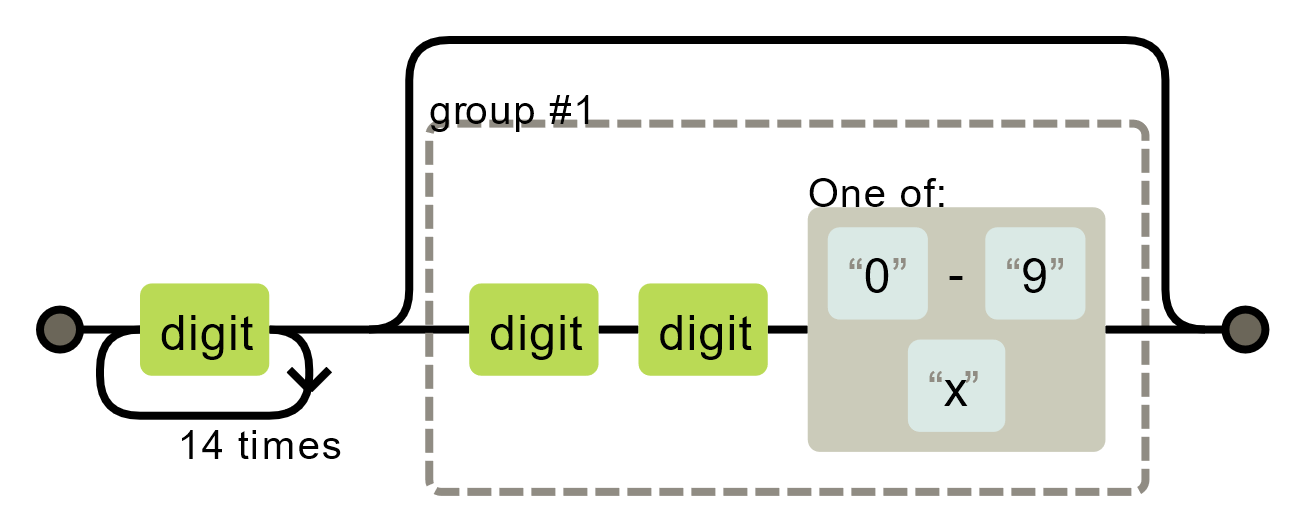 group #1
One of:
“0” - “9”
digit digit digit
“x”
14 times